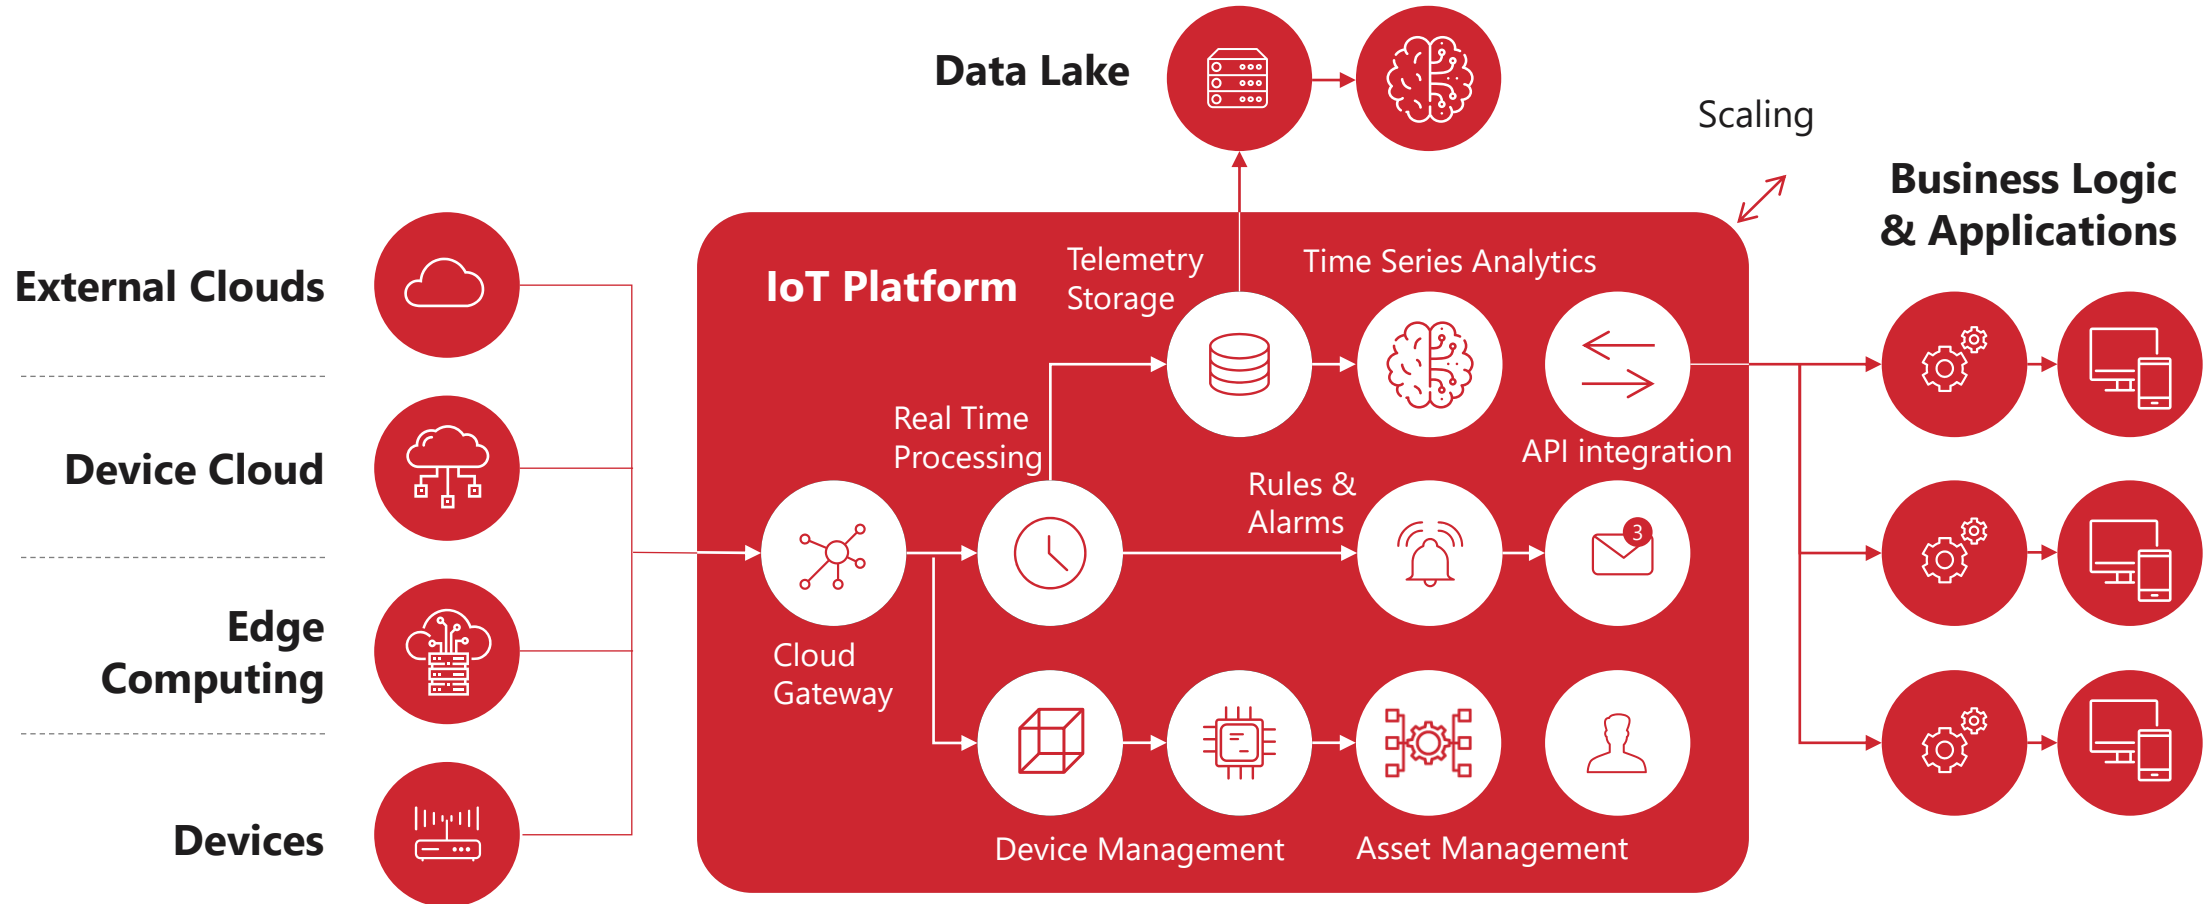 Data Lake
Scaling
Business Logic
& Applications
External Clouds
Device Cloud
Edge
Computing
Devices
IoT Platform
Telemetry
Storage
Time Series Analytics
Real Time
Processing
API integration
Rules &
Alarms
3
Cloud
Gateway
Device Management
Asset Management